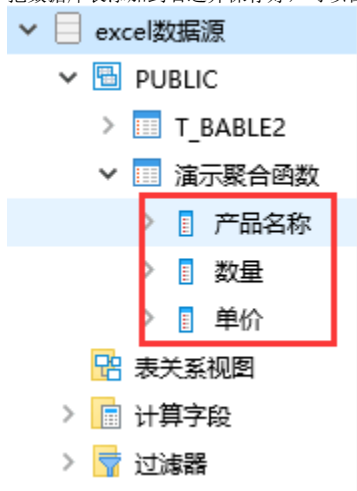 excel数据源
PUBLIC
T_BABLE2
演示聚合函数
产品名称
数量
单价
表关系视图
计算字段
过滤器